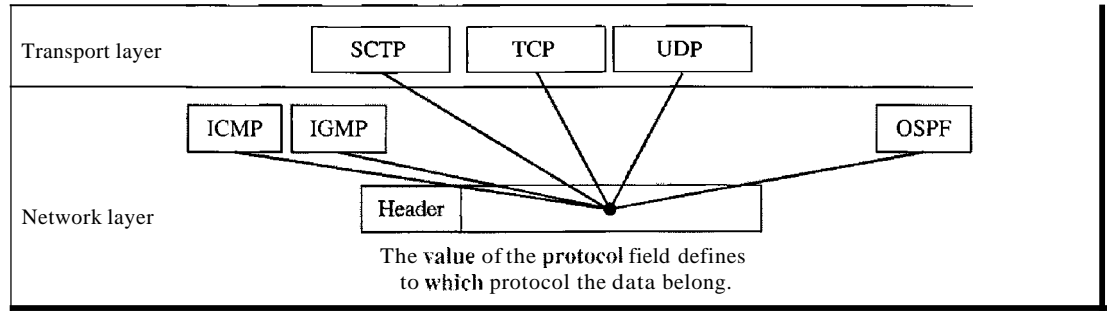 Transport layer
SCTP TCP UDP
ICMP IGMP OSPF
Network layer
Header
The value of the protocol field defines
to which protocol the data belong.